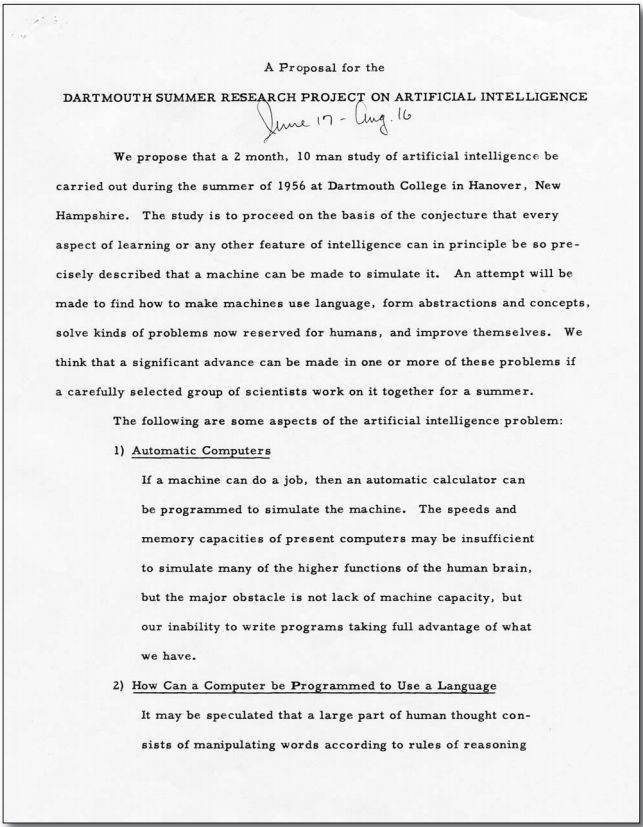 A Proposal for the
DARTMOUTH SUMMER RESEARCH PROJECT ON ARTIFICIAL INTELLIGENCE
June 17 - Aug. 16
We propose that a 2 month, 10 man study of artificial intelligence be
carried out during the summer of 1956 at Dartmouth College in Hanover, New
Hampshire. The study is to proceed on the basis of the conjecture that every
aspect of learning or any other feature of intelligence can in principle be so pre-
cisely described that a machine can be made to simulate it. An attempt will be
made to find how to make machines use language, form abstractions and concepts,
solve kinds of problems now reserved for humans, and improve themselves. We
think that a significant advance can be made in one or more of these problems if
a carefully selected group of scientists work on it together for a summer.
The following are some aspects of the artificial intelligence problem:
1) Automatic Computers
If a machine can do a job, then an automatic calculator can
be programmed to simulate the machine. The speeds and
memory capacities of present computers may be insufficient
to simulate many of the higher functions of the human brain,
but the major obstacle is not lack of machine capacity, but
our inability to write programs taking full advantage of what
we have.
2) How Can a Computer be Programmed to Use a Language
It may be speculated that a large part of human thought con-
sists of manipulating words according to rules of reasoning